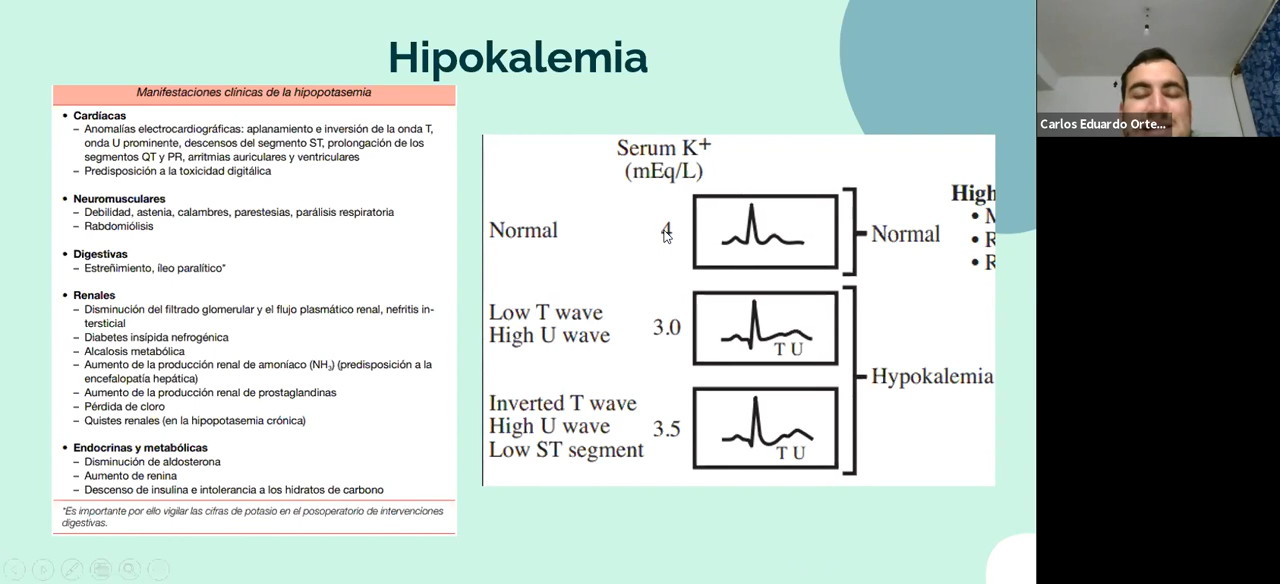 Hipokalemia
Manifestaciones clínicas de la hipopotasemia
• Cardíacas
– Anomalías electrocardiográficas: aplanamiento e inversión de la onda T,
onda U prominente, descensos del segmento ST, prolongación de los
segmentos QT y PR, arritmias auriculares y ventriculares
– Predisposición a la toxicidad digitálica
• Neuromusculares
– Debilidad, astenia, calambres, parestesias, parálisis respiratoria
– Rabdomiólisis
• Digestivas
– Estreñimiento, íleo paralítico*
• Renales
– Disminución del filtrado glomerular y el flujo plasmático renal, nefritis in-
tersticial
– Diabetes insípida nefrogénica
– Alcalosis metabólica
– Aumento de la producción renal de amoníaco (NH₃) (predisposición a la
encefalopatía hepática)
– Aumento de la producción renal de prostaglandinas
– Pérdida de cloro
– Quistes renales (en la hipopotasemia crónica)
• Endocrinas y metabólicas
– Disminución de aldosterona
– Aumento de renina
– Descenso de insulina e intolerancia a los hidratos de carbono
*Es importante por ello vigilar las cifras de potasio en el posoperatorio de intervenciones
digestivas.
Serum K+
(mEq/L)
Normal 4 Normal
Low T wave
High U wave 3.0
T U
Hypokalemia
Inverted T wave
High U wave 3.5
Low ST segment
T U
High
• M
• R
• R
Carlos Eduardo Orte...